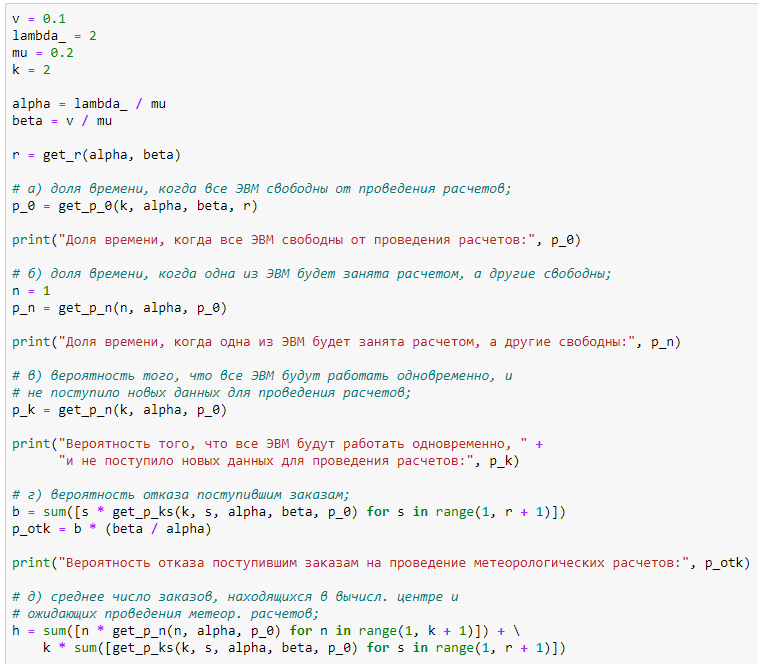 v = 0.1
lambda_ = 2
mu = 0.2
k = 2
alpha = lambda_ / mu
beta = v / mu
r = get_r(alpha, beta)
# а) доля времени, когда все ЭВМ свободны от проведения расчетов;
p_0 = get_p_0(k, alpha, beta, r)
print("Доля времени, когда все ЭВМ свободны от проведения расчетов:", p_0)
# б) доля времени, когда одна из ЭВМ будет занята расчетом, а другие свободны;
n = 1
p_n = get_p_n(n, alpha, p_0)
print("Доля времени, когда одна из ЭВМ будет занята расчетом, а другие свободны:", p_n)
# в) вероятность того, что все ЭВМ будут работать одновременно, и
# не поступило новых данных для проведения расчетов;
p_k = get_p_n(k, alpha, p_0)
print("Вероятность того, что все ЭВМ будут работать одновременно, " +
"и не поступило новых данных для проведения расчетов:", p_k)
# г) вероятность отказа поступившим заказам;
b = sum([s * get_p_ks(k, s, alpha, beta, p_0) for s in range(1, r + 1)])
p_otk = b * (beta / alpha)
print("Вероятность отказа поступившим заказам на проведение метеорологических расчетов:", p_otk)
# д) среднее число заказов, находящихся в вычисл. центре и
# ожидающих проведения метеор. расчетов;
h = sum([n * get_p_n(n, alpha, p_0) for n in range(1, k + 1)]) + \
k * sum([get_p_ks(k, s, alpha, beta, p_0) for s in range(1, r + 1)])